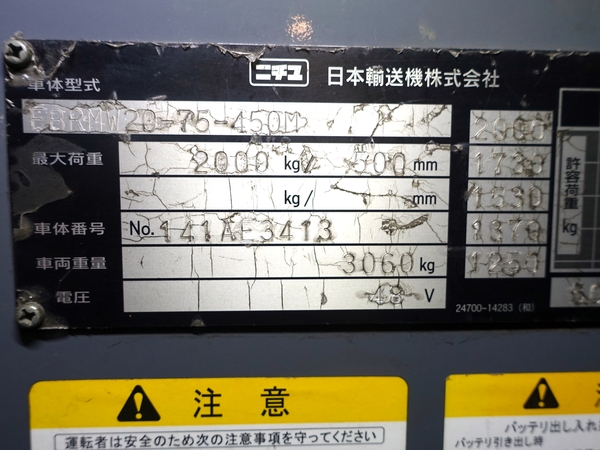 ニチユ 日本輸送機株式会社
車体型式
FBRMW20-75-450M 2000
最大荷重 2000 kg/ 500 mm 1730
kg/ mm 1530
許容荷重 kg
車体番号 No. 141AF3413 1370
車両重量 3060 kg 1250
電圧 48 V
24700-14283 (和)
注意
運転者は安全のため次の注意事項を守ってください
バッテリ出し入れ
バッテリ引き出し時